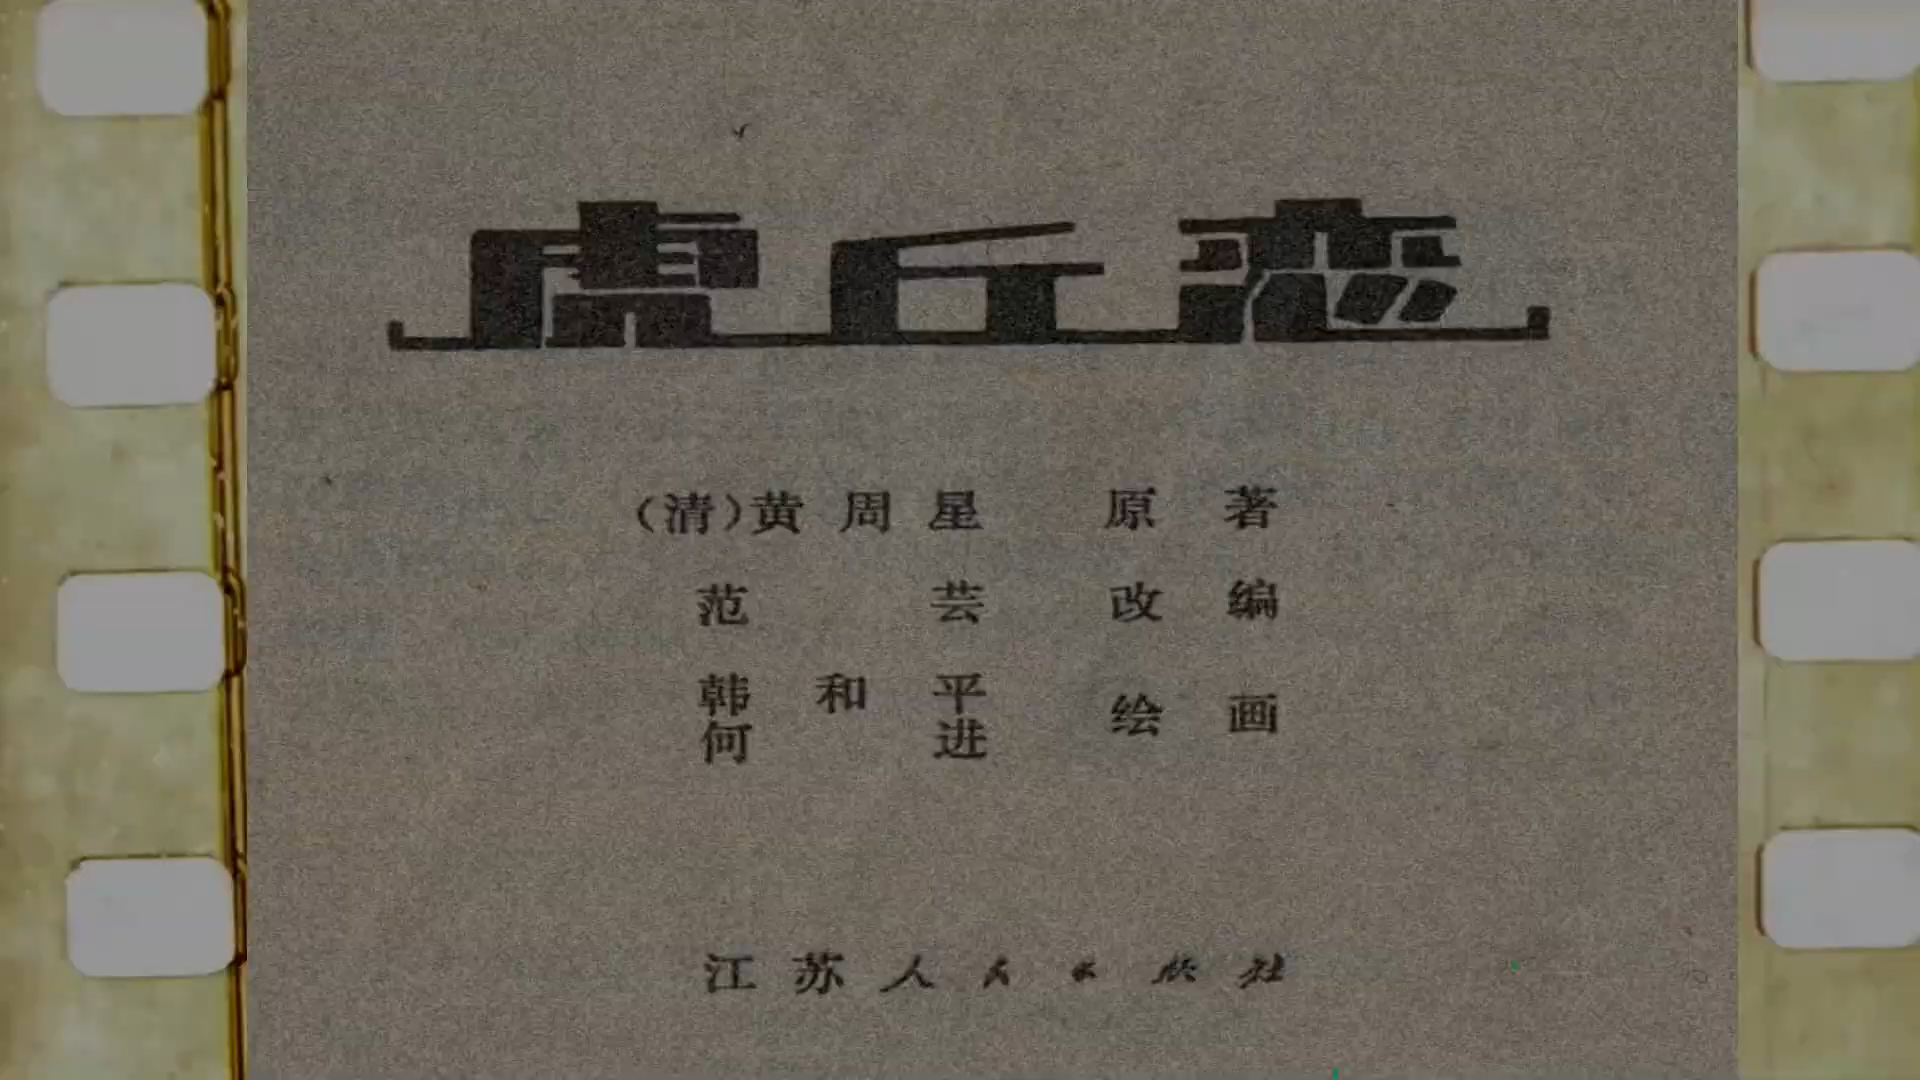 虎丘恋
（清）黄周星 原著
范芸 改编
韩和平
何进 绘画
江苏人民出版社